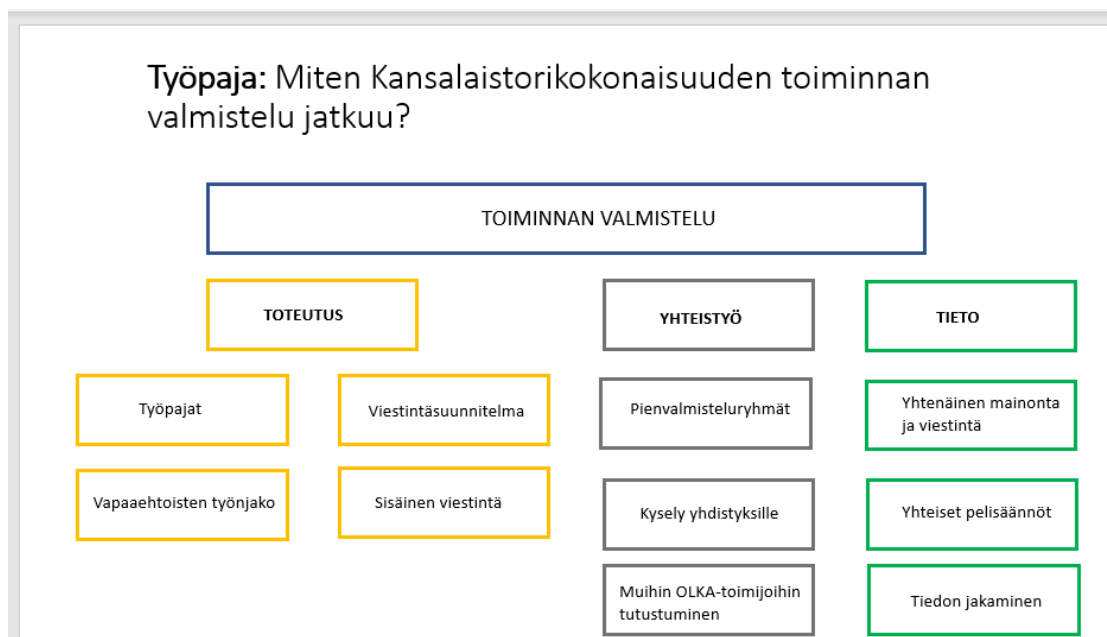 Työpaja: Miten Kansalaistorikokonaisuuden toiminnan
valmistelu jatkuu?
TOIMINNAN VALMISTELU
TOTEUTUS
YHTEISTYÖ
TIETO
Työpajat
Viestintäsuunnitelma
Pienvalmisteluryhmät
Yhtenäinen mainonta
ja viestintä
Vapaaehtoisten työnjako
Sisäinen viestintä
Kysely yhdistyksille
Yhteiset pelisäännöt
Muihin OLKA-toimijoihin
tutustuminen
Tiedon jakaminen